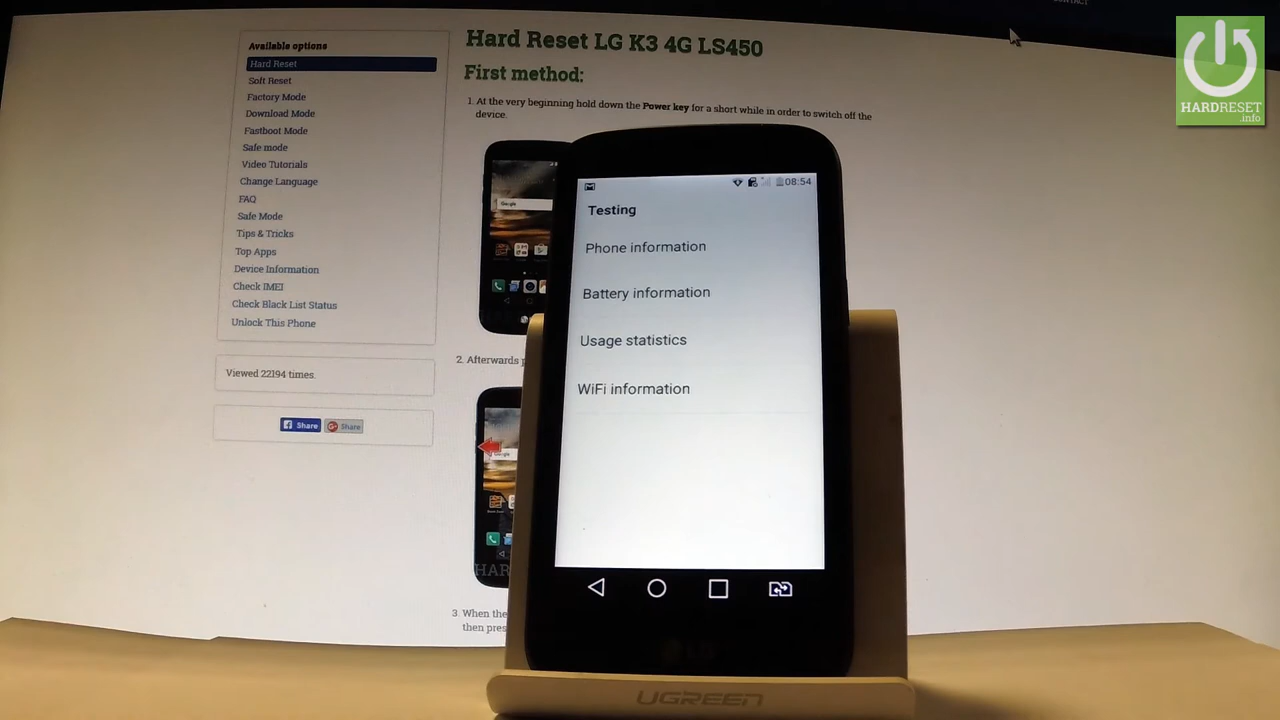 CONTACT
Hard Reset LG K3 4G LS450
First method:
1. At the very beginning hold down the Power key for a short while in order to switch off the
device.
Available options
Hard Reset
Soft Reset
Factory Mode
Download Mode
Fastboot Mode
Safe mode
Video Tutorials
Change Language
FAQ
Safe Mode
Tips & Tricks
Top Apps
Device Information
Check IMEI
Check Black List Status
Unlock This Phone
Viewed 22194 times.
Share
Share
Google
2. Afterwards
HAR
3. When the
then pres
08:54
Testing
Phone information
Battery information
Usage statistics
WiFi information
LG
UGREEN
HARDRESET
.info